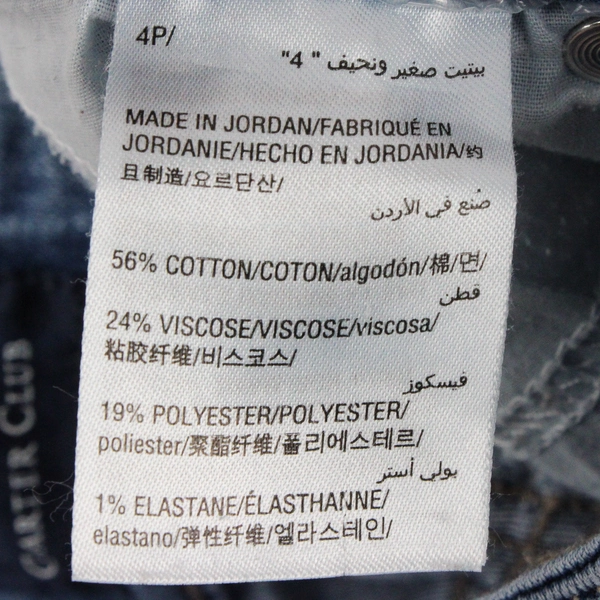 4P/
بيتيت صغير ونحيف " 4"
MADE IN JORDAN/FABRIQUÉ EN
JORDANIE/HECHO EN JORDANIA/约
旦制造/요르단산/
صُنع في الأردن
56% COTTON/COTON/algodón/棉/면/
قطن
24% VISCOSE/VISCOSE/viscosa/
粘胶纤维/비스코스/
فيسكوز
19% POLYESTER/POLYESTER/
poliester/聚酯纤维/폴리에스테르/
بولي أستر
1% ELASTANE/ÉLASTHANNE/
elastano/弹性纤维/엘라스테인/
CLUB